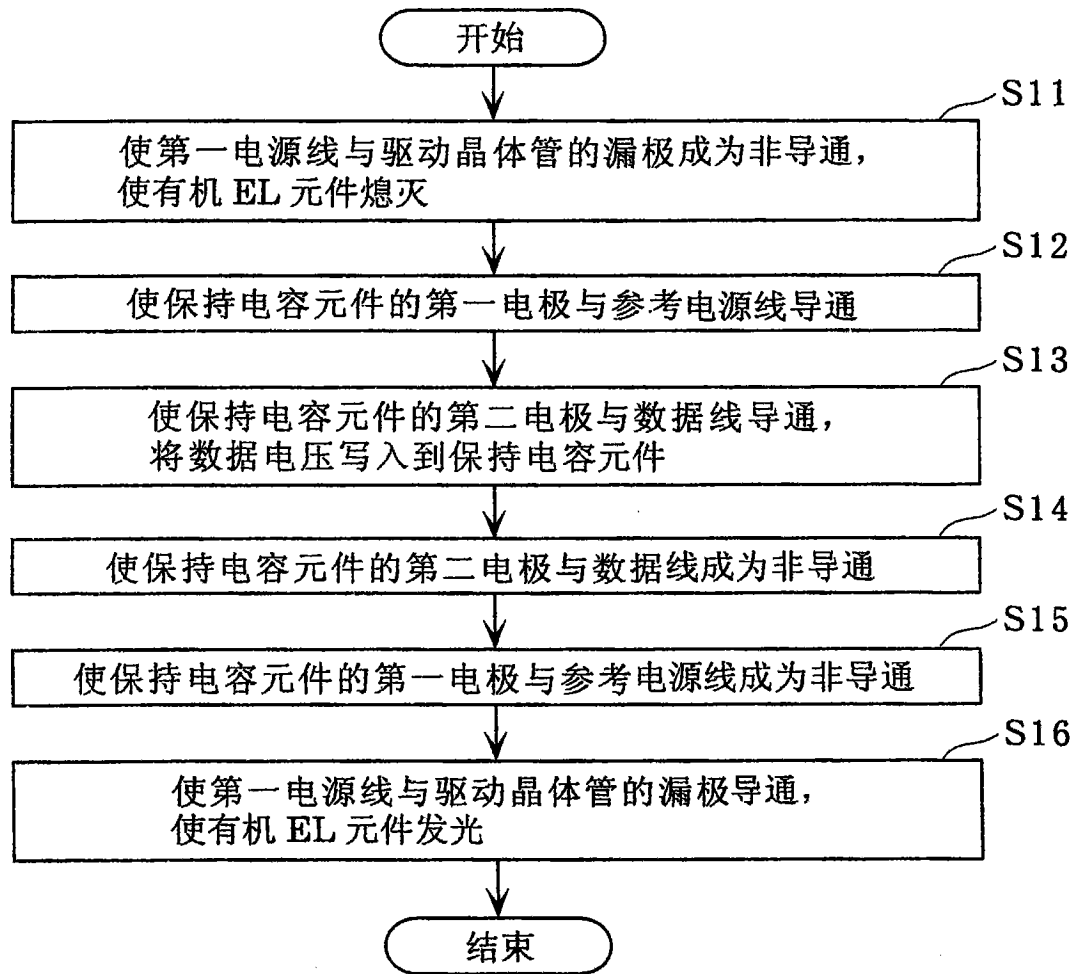 开始
S11
使第一电源线与驱动晶体管的漏极成为非导通，
使有机 EL 元件熄灭
S12
使保持电容元件的第一电极与参考电源线导通
S13
使保持电容元件的第二电极与数据线导通，
将数据电压写入到保持电容元件
S14
使保持电容元件的第二电极与数据线成为非导通
S15
使保持电容元件的第一电极与参考电源线成为非导通
S16
使第一电源线与驱动晶体管的漏极导通，
使有机 EL 元件发光
结束